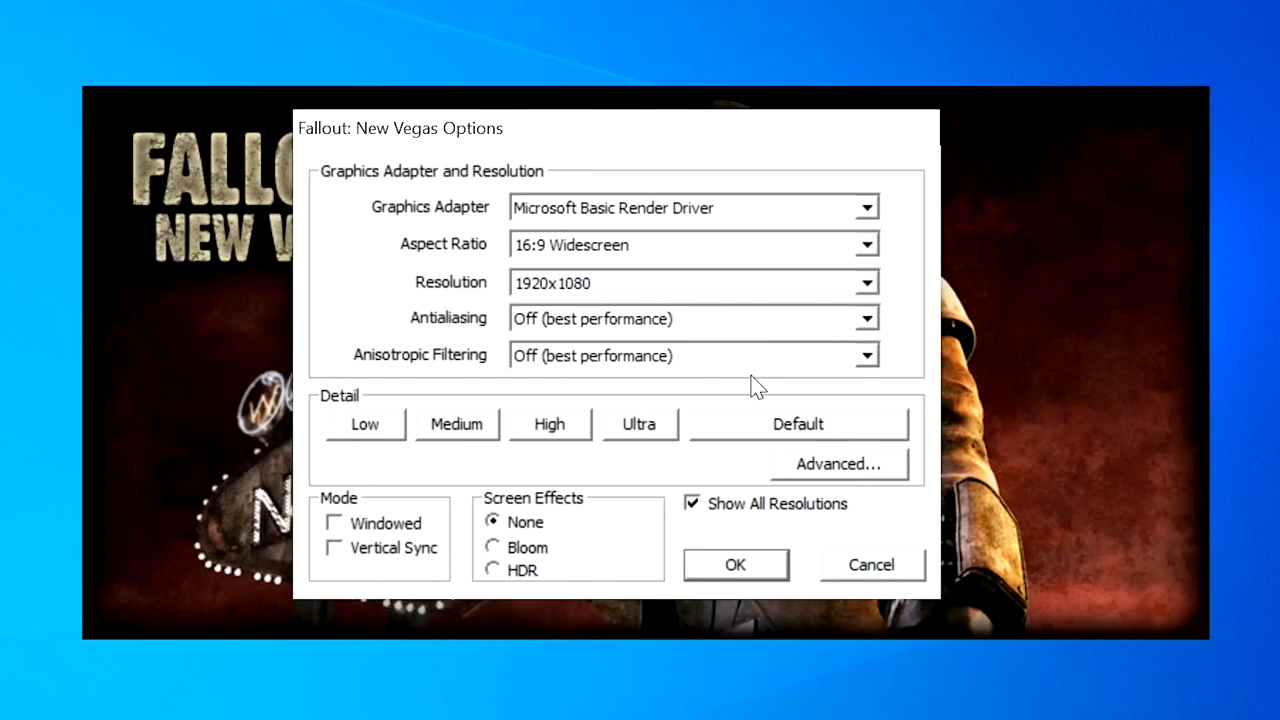 FALLO
NEW V
Fallout: New Vegas Options
Graphics Adapter and Resolution
Graphics Adapter Microsoft Basic Render Driver
Aspect Ratio 16:9 Widescreen
Resolution 1920x1080
Antialiasing Off (best performance)
Anisotropic Filtering Off (best performance)
Detail
Low Medium High Ultra Default
Advanced...
Mode
Windowed
Vertical Sync
Screen Effects
None
Bloom
HDR
Show All Resolutions
OK Cancel